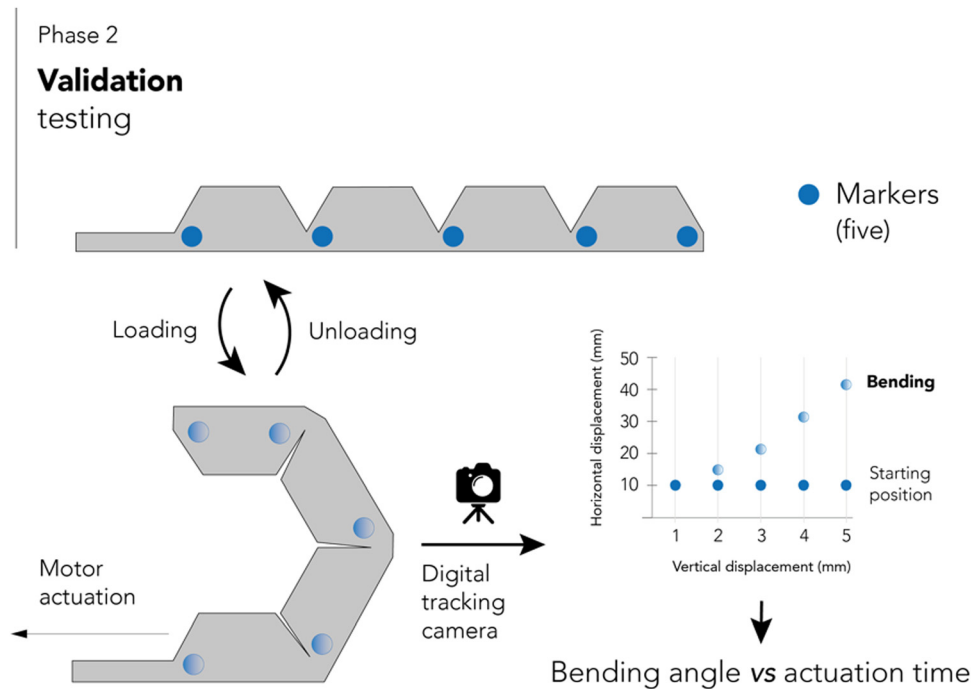 Phase 2
Validation
testing
Markers
(five)
Loading
Unloading
Motor
actuation
Digital
tracking
camera
Horizontal displacement (mm)
50
40
30
20
10
Bending
Starting
position
1 2 3 4 5
Vertical displacement (mm)
Bending angle vs actuation time